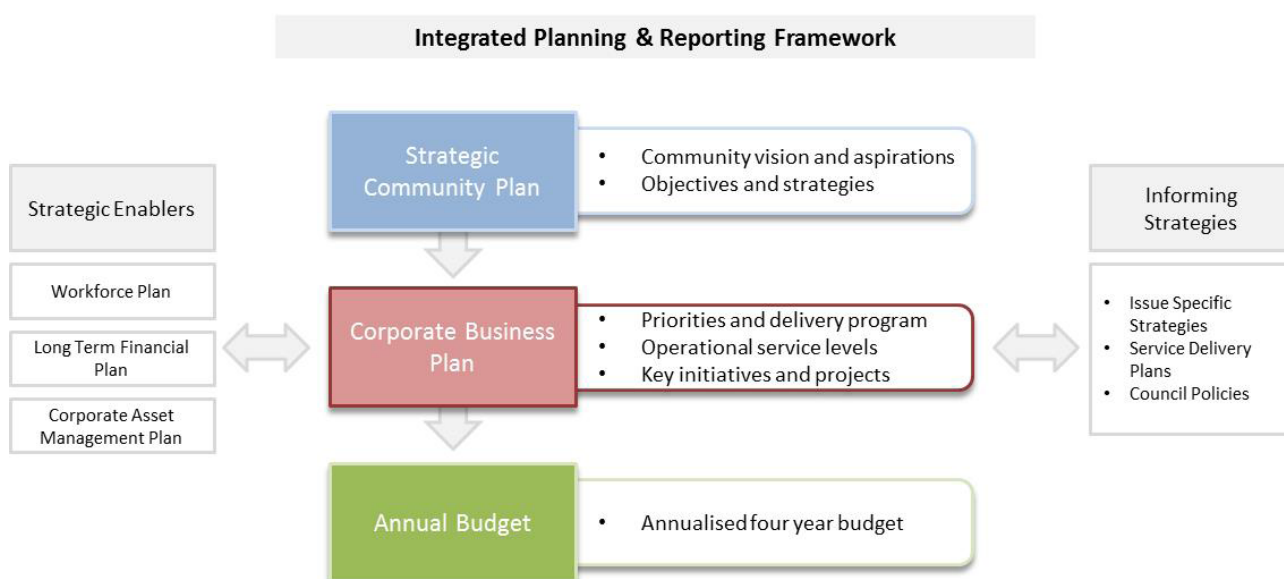 Integrated Planning & Reporting Framework
Strategic
Community Plan
• Community vision and aspirations
• Objectives and strategies
Strategic Enablers
Workforce Plan
Long Term Financial
Plan
Corporate Asset
Management Plan
Corporate Business
Plan
• Priorities and delivery program
• Operational service levels
• Key initiatives and projects
Informing
Strategies
• Issue Specific
Strategies
• Service Delivery
Plans
• Council Policies
Annual Budget
• Annualised four year budget